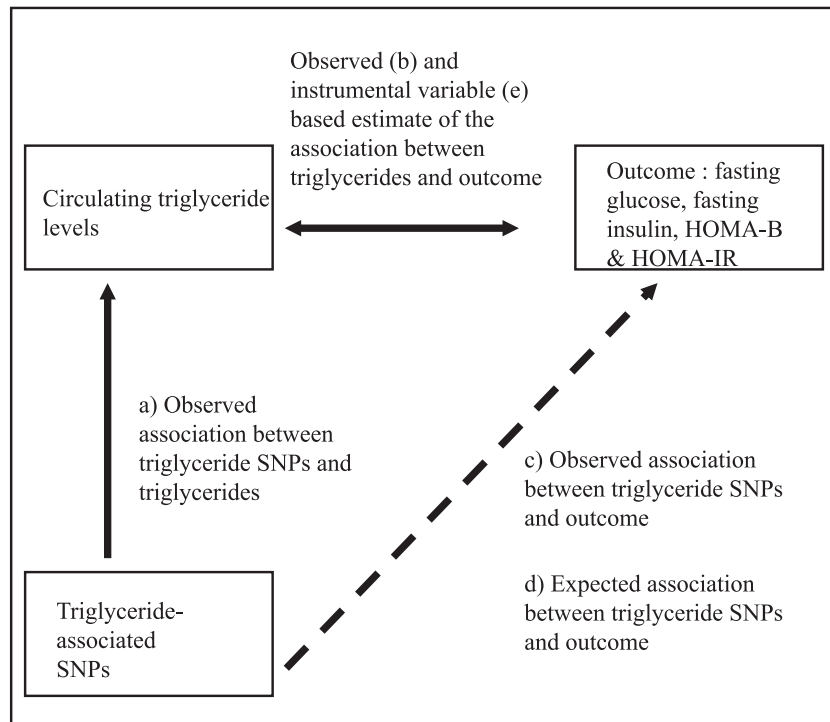 Observed (b) and
instrumental variable (e)
based estimate of the
association between
triglycerides and outcome
Circulating triglyceride
levels
Outcome : fasting
glucose, fasting
insulin, HOMA-B
& HOMA-IR
a) Observed
association between
triglyceride SNPs and
triglycerides
c) Observed association
between triglyceride SNPs
and outcome
d) Expected association
between triglyceride SNPs
and outcome
Triglyceride-
associated
SNPs